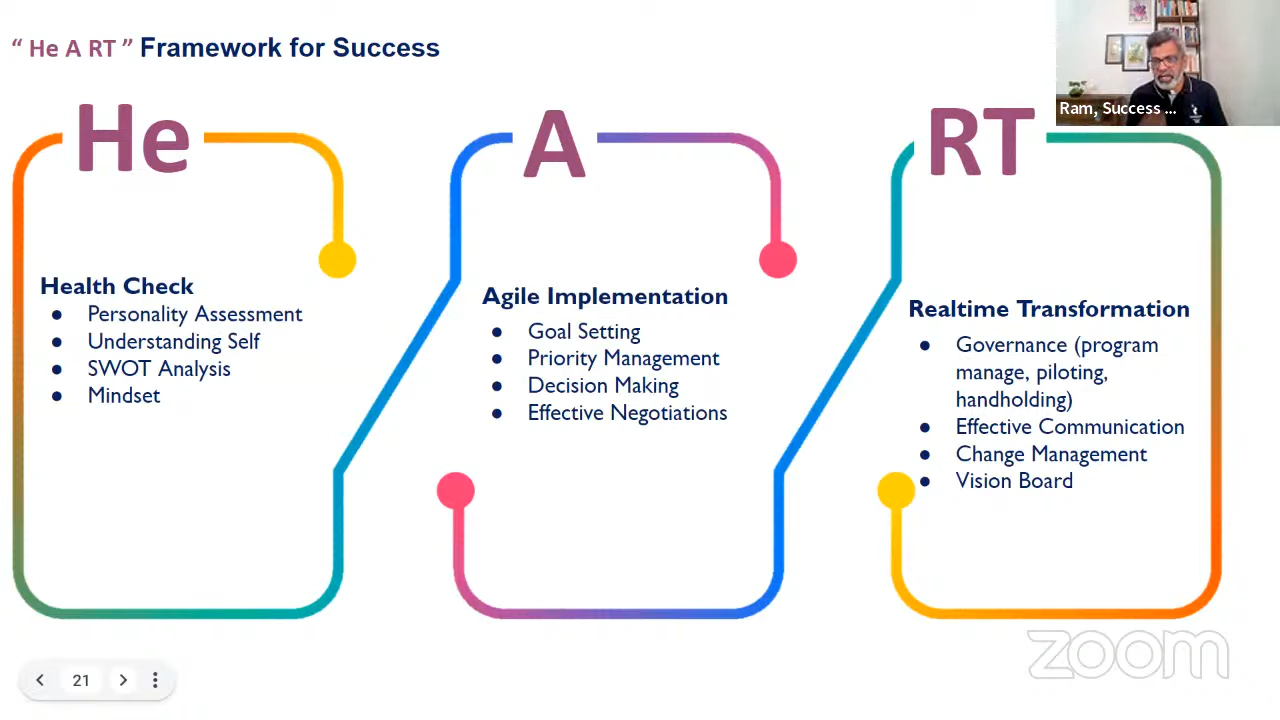 “ He A RT ” Framework for Success
Ram, Success ...
He
A
RT
Health Check
● Personality Assessment
● Understanding Self
● SWOT Analysis
● Mindset
Agile Implementation
● Goal Setting
● Priority Management
● Decision Making
● Effective Negotiations
Realtime Transformation
● Governance (program
manage, piloting,
handholding)
● Effective Communication
● Change Management
● Vision Board
zoom
21